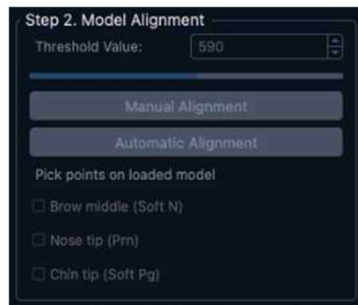 Step 2. Model Alignment
Threshold Value: 590
Manual Alignment
Automatic Alignment
Pick points on loaded model
Brow middle (Soft N)
Nose tip (Prn)
Chin tip (Soft Pg)